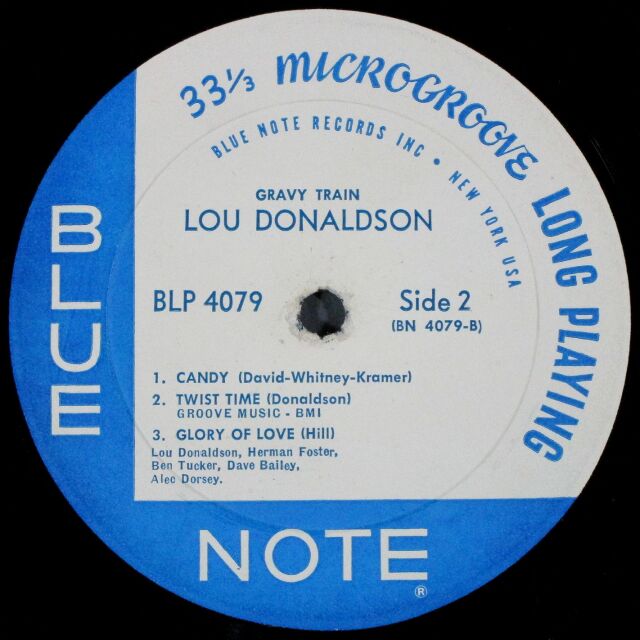 33⅓ MICROGROOVE LONG PLAYING
BLUE NOTE RECORDS INC • NEW YORK USA
GRAVY TRAIN
LOU DONALDSON
BLP 4079
Side 2
(BN 4079-B)
1. CANDY (David-Whitney-Kramer)
2. TWIST TIME (Donaldson)
GROOVE MUSIC - BMI
3. GLORY OF LOVE (Hill)
Lou Donaldson, Herman Foster,
Ben Tucker, Dave Bailey,
Alec Dorsey.
BLUE
NOTE ®